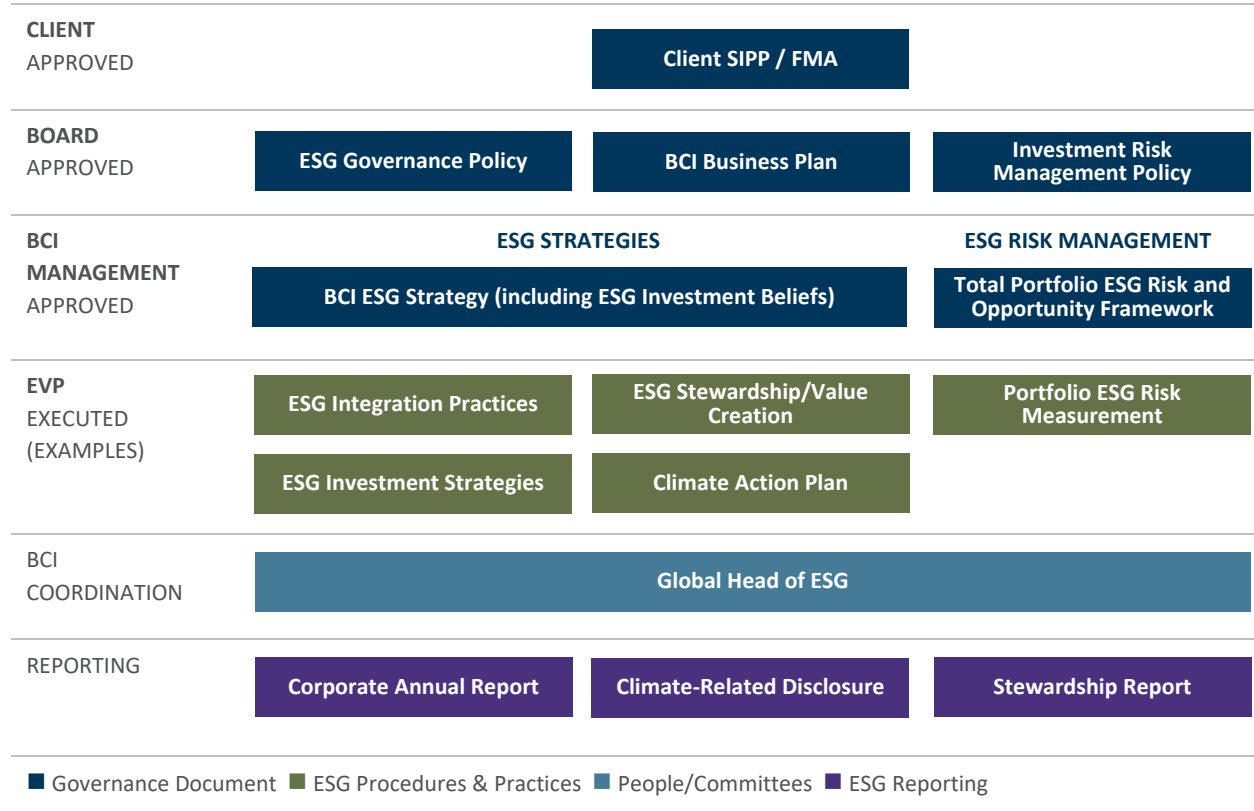 CLIENT
APPROVED
Client SIPP / FMA
BOARD
APPROVED
ESG Governance Policy
BCI Business Plan
Investment Risk
Management Policy
BCI
MANAGEMENT
APPROVED
ESG STRATEGIES
ESG RISK MANAGEMENT
BCI ESG Strategy (including ESG Investment Beliefs)
Total Portfolio ESG Risk and
Opportunity Framework
EVP
EXECUTED
(EXAMPLES)
ESG Integration Practices
ESG Stewardship/Value
Creation
Portfolio ESG Risk
Measurement
ESG Investment Strategies
Climate Action Plan
BCI
COORDINATION
Global Head of ESG
REPORTING
Corporate Annual Report
Climate-Related Disclosure
Stewardship Report
Governance Document
ESG Procedures & Practices
People/Committees
ESG Reporting